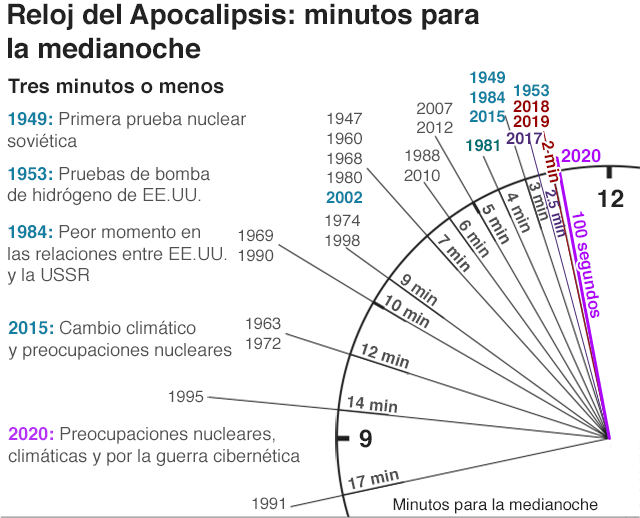 Reloj del Apocalipsis: minutos para
la medianoche
Tres minutos o menos
1949: Primera prueba nuclear
soviética
1953: Pruebas de bomba
de hidrógeno de EE.UU.
1984: Peor momento en
las relaciones entre EE.UU.
y la USSR
2015: Cambio climático
y preocupaciones nucleares
2020: Preocupaciones nucleares,
climáticas y por la guerra cibernética
1991
1995
1963
1972
1969
1990
1974
1998
1947
1960
1968
1980
2002
1988
2010
2007
2012
1981
1949
1984
2015
1953
2018
2019
2017
2020
12
9
17 min
14 min
12 min
10 min
9 min
7 min
6 min
5 min
4 min
3 min
2.5 min
2-min
100 segundos
Minutos para la medianoche